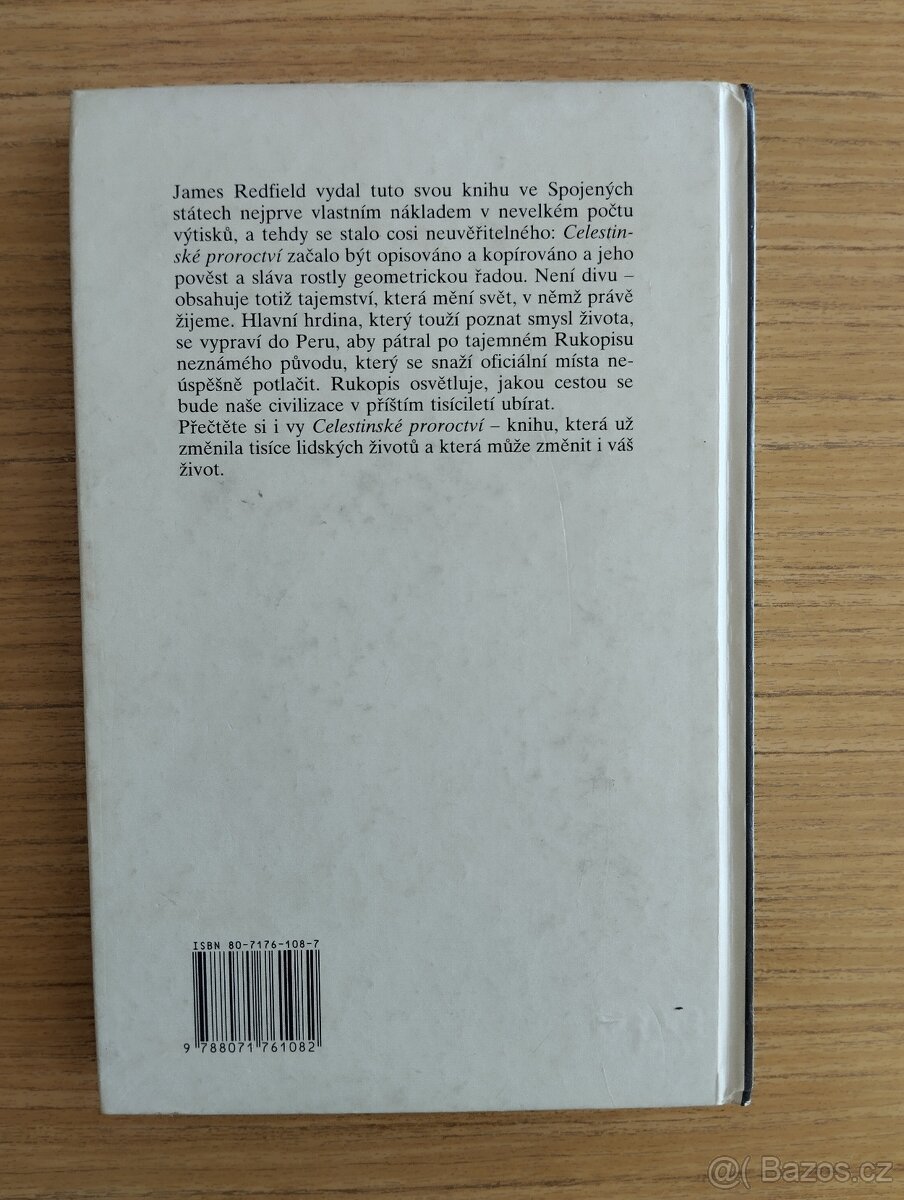 James Redfield vydal tuto svou knihu ve Spojených
státech nejprve vlastním nákladem v nevelkém počtu
výtisků, a tehdy se stalo cosi neuvěřitelného: Celestin-
ské proroctví začalo být opisováno a kopírováno a jeho
pověst a sláva rostly geometrickou řadou. Není divu –
obsahuje totiž tajemství, která mění svět, v němž právě
žijeme. Hlavní hrdina, který touží poznat smysl života,
se vypraví do Peru, aby pátral po tajemném Rukopisu
neznámého původu, který se snaží oficiální místa ne-
úspěšně potlačit. Rukopis osvětluje, jakou cestou se
bude naše civilizace v příštím tisíciletí ubírat.
Přečtěte si i vy Celestinské proroctví – knihu, která už
změnila tisíce lidských životů a která může změnit i váš
život.
ISBN 80-7176-108-7
9 788071 761082
@( Bazos.cz